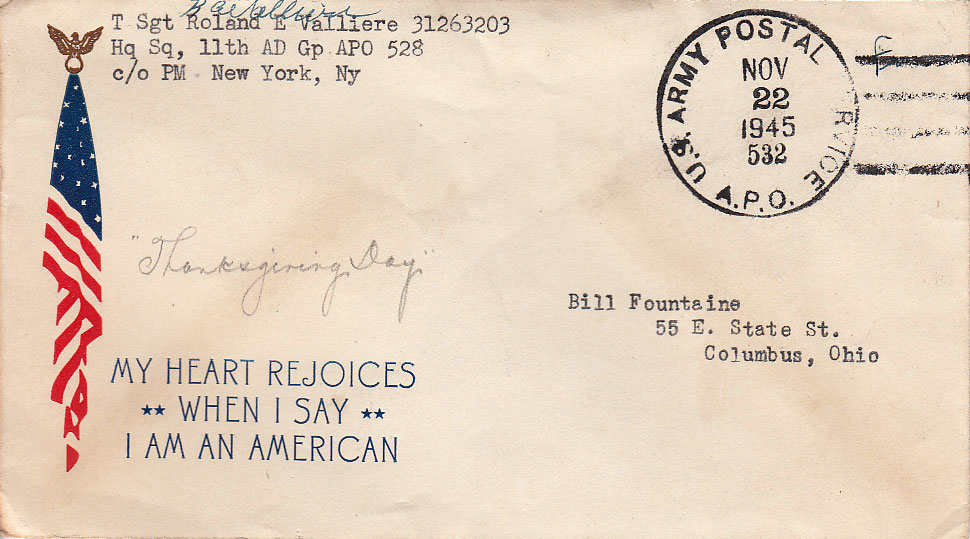 T Sgt Roland E Valliere 31263203
Hq Sq, 11th AD Gp APO 528
c/o PM New York, Ny
U.S. ARMY POSTAL RVICE
NOV
22
1945
532
A.P.O.
"Thanksgiving Day"
Bill Fountaine
55 E. State St.
Columbus, Ohio
MY HEART REJOICES
★★ WHEN I SAY ★★
I AM AN AMERICAN